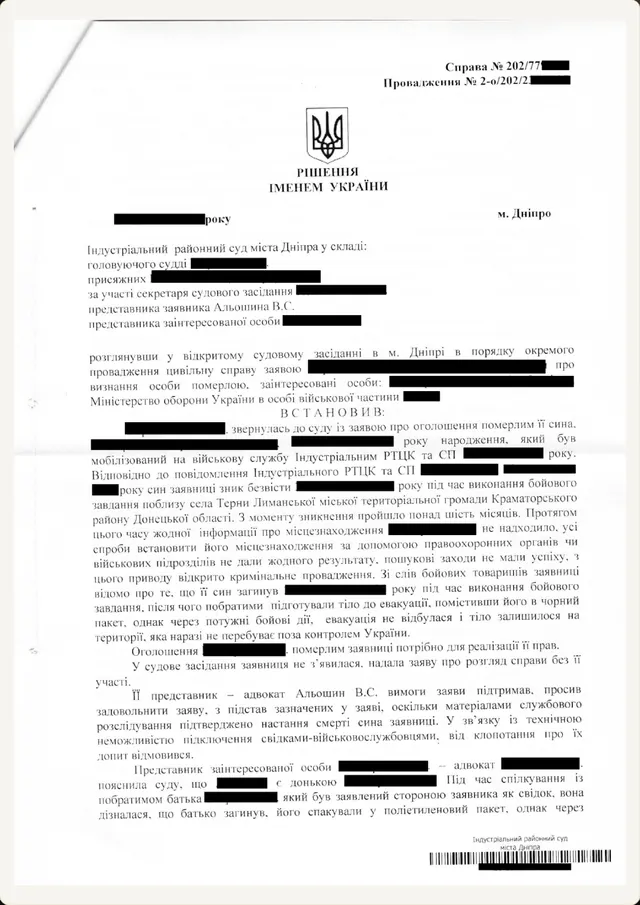 Справа № 202/77
Провадження № 2-о/202/2
РІШЕННЯ
ІМЕНЕМ УКРАЇНИ
року
м. Дніпро
Індустріальний районний суд міста Дніпра у складі:
головуючого судді
присяжних
за участі секретаря судового засідання
представника заявника Альошина В.С.
представника заінтересованої особи
розглянувши у відкритому судовому засіданні в м. Дніпрі в порядку окремого
провадження цивільну справу заявою про
визнання особи померлою, заінтересовані особи:
Міністерство оборони України в особі військової частини
ВСТАНОВИВ:
, звернулась до суду із заявою про оголошення померлим її сина,
, року народження, який був
мобілізований на військову службу Індустріальним РТЦК та СП року.
Відповідно до повідомлення Індустріального РТЦК та СП
року син заявниці зник безвісти року під час виконання бойового
завдання поблизу села Терни Лиманської міської територіальної громади Краматорського
району Донецької області. З моменту зникнення пройшло понад шість місяців. Протягом
цього часу жодної інформації про місцезнаходження не надходило, усі
спроби встановити його місцезнаходження за допомогою правоохоронних органів чи
військових підрозділів не дали жодного результату, пошукові заходи не мали успіху, з
цього приводу відкрито кримінальне провадження. Зі слів бойових товаришів заявниці
відомо про те, що її син загинув року під час виконання бойового
завдання, після чого побратими підготували тіло до евакуації, помістивши його в чорний
пакет, однак через потужні бойові дії, евакуація не відбулася і тіло залишилося на
території, яка наразі не перебуває поза контролем України.
Оголошення , померлим заявниці потрібно для реалізації її прав.
У судове засідання заявниця не з’явилася, надала заяву про розгляд справи без її
участі.
ЇЇ представник – адвокат Альошин В.С. вимоги заяви підтримав, просив
задовольнити заяву, з підстав зазначених у заяві, оскільки матеріалами службового
розслідування підтверджено настання смерті сина заявниці. У зв’язку із технічною
неможливістю підключення свідками-військовослужбовцями, від клопотання про їх
допит відмовився.
Представник заінтересованої особи – адвокат ,
пояснила суду, що є донькою Під час спілкування із
побратимом батька , який був заявлений стороною заявника як свідок, вона
дізналася, що батько загинув, його спакували у поліетиленовий пакет, однак через
Індустріальний районний суд
міста Дніпра